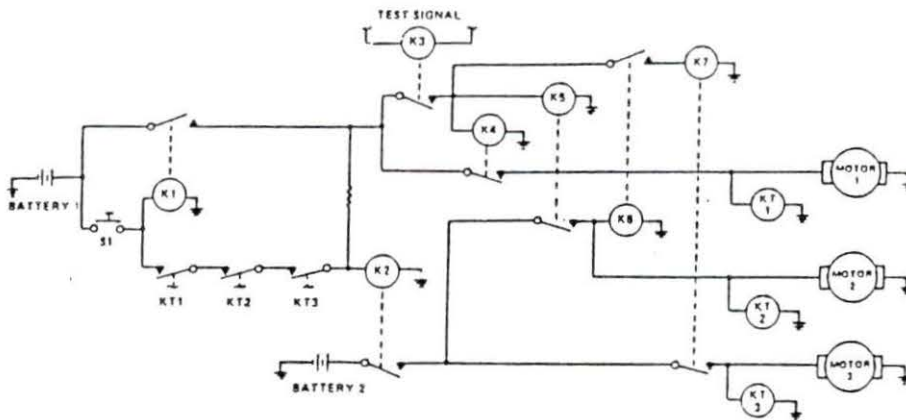 TEST SIGNAL
K3
K7
K5
K4
K1
BATTERY 1
MOTOR 1
KT 1
S1
K6
K2
KT1
KT2
KT3
MOTOR 2
KT 2
BATTERY 2
MOTOR 3
KT 3